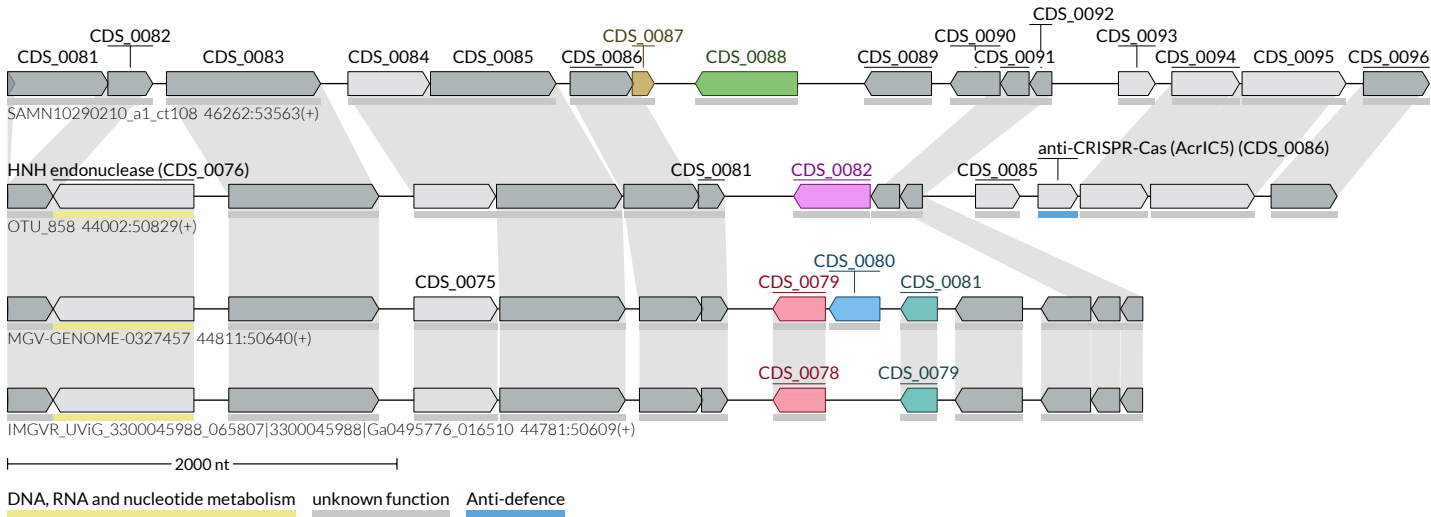 CDS_0092
CDS_0082 CDS_0087 CDS_0090 CDS_0093
CDS_0081 CDS_0083 CDS_0084 CDS_0085 CDS_0086 CDS_0088 CDS_0089 CDS_0091 CDS_0094 CDS_0095 CDS_0096
SAMN10290210_a1_ct108 46262:53563(+)
anti-CRISPR-Cas (AcrIC5) (CDS_0086)
HNH endonuclease (CDS_0076) CDS_0081 CDS_0082 CDS_0085
OTU_858 44002:50829(+)
CDS_0080
CDS_0075 CDS_0079 CDS_0081
MGV-GENOME-0327457 44811:50640(+)
CDS_0078 CDS_0079
IMGVR_UViG_3300045988_065807|3300045988|Ga0495776_016510 44781:50609(+)
2000 nt
DNA, RNA and nucleotide metabolism unknown function Anti-defence